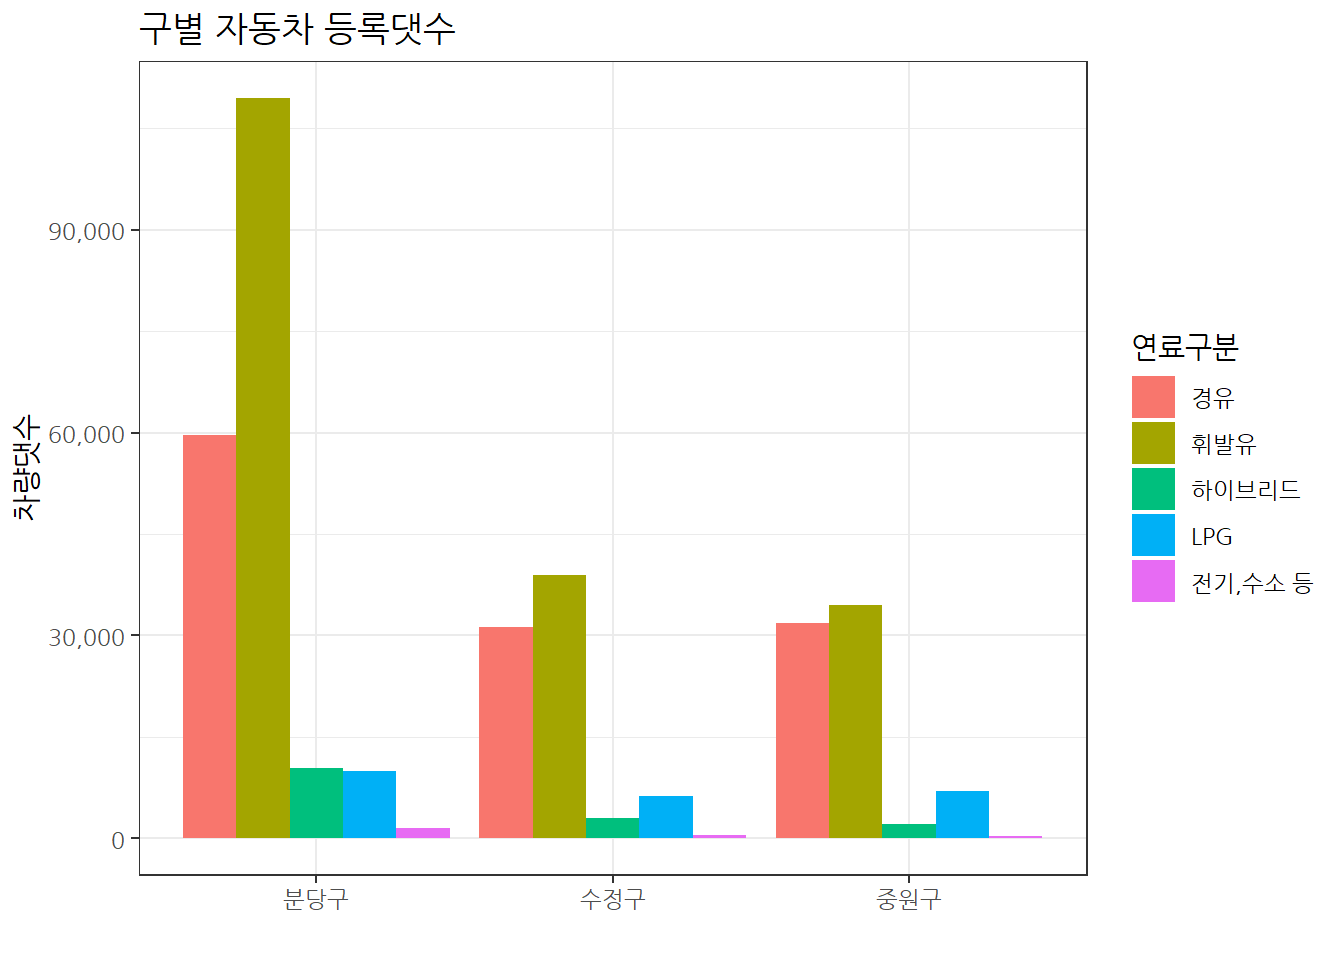 구별 자동차 등록댓수
차량댓수
90,000
60,000
30,000
0
분당구
수정구
중원구
연료구분
경유
휘발유
하이브리드
LPG
전기,수소 등